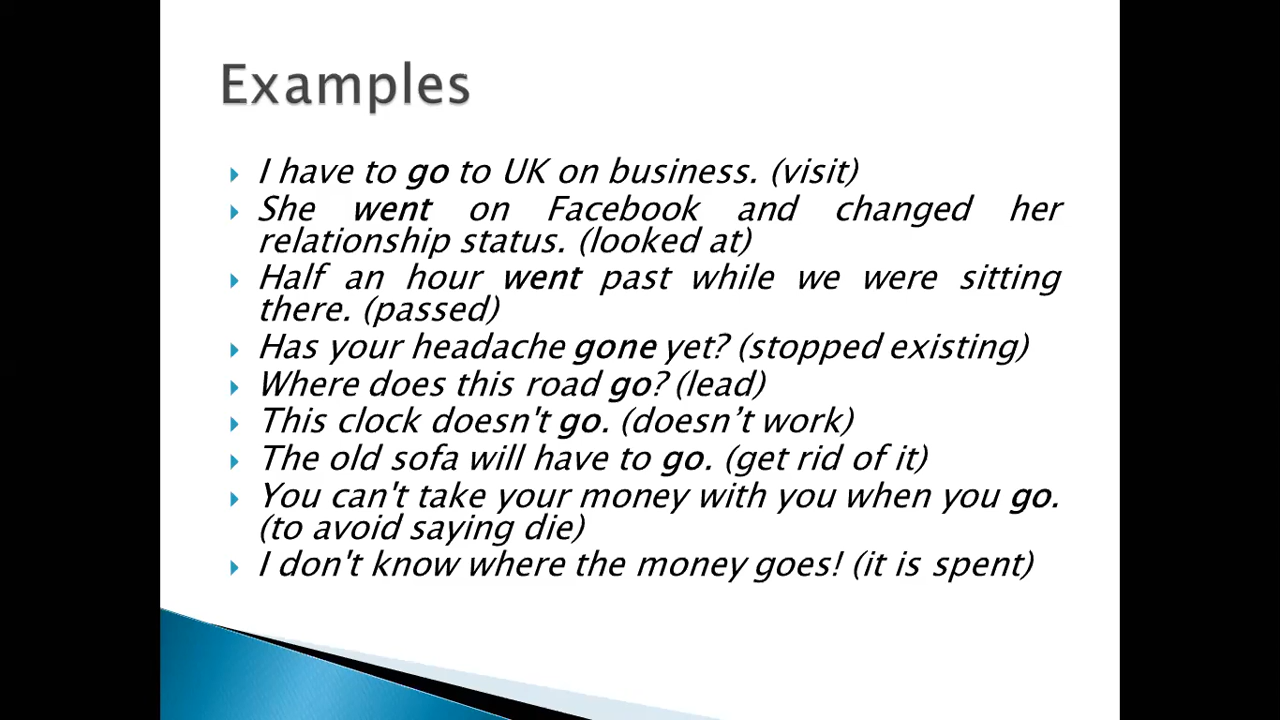 Examples
I have to go to UK on business. (visit)
She went on Facebook and changed her
relationship status. (looked at)
Half an hour went past while we were sitting
there. (passed)
Has your headache gone yet? (stopped existing)
Where does this road go? (lead)
This clock doesn't go. (doesn’t work)
The old sofa will have to go. (get rid of it)
You can't take your money with you when you go.
(to avoid saying die)
I don't know where the money goes! (it is spent)